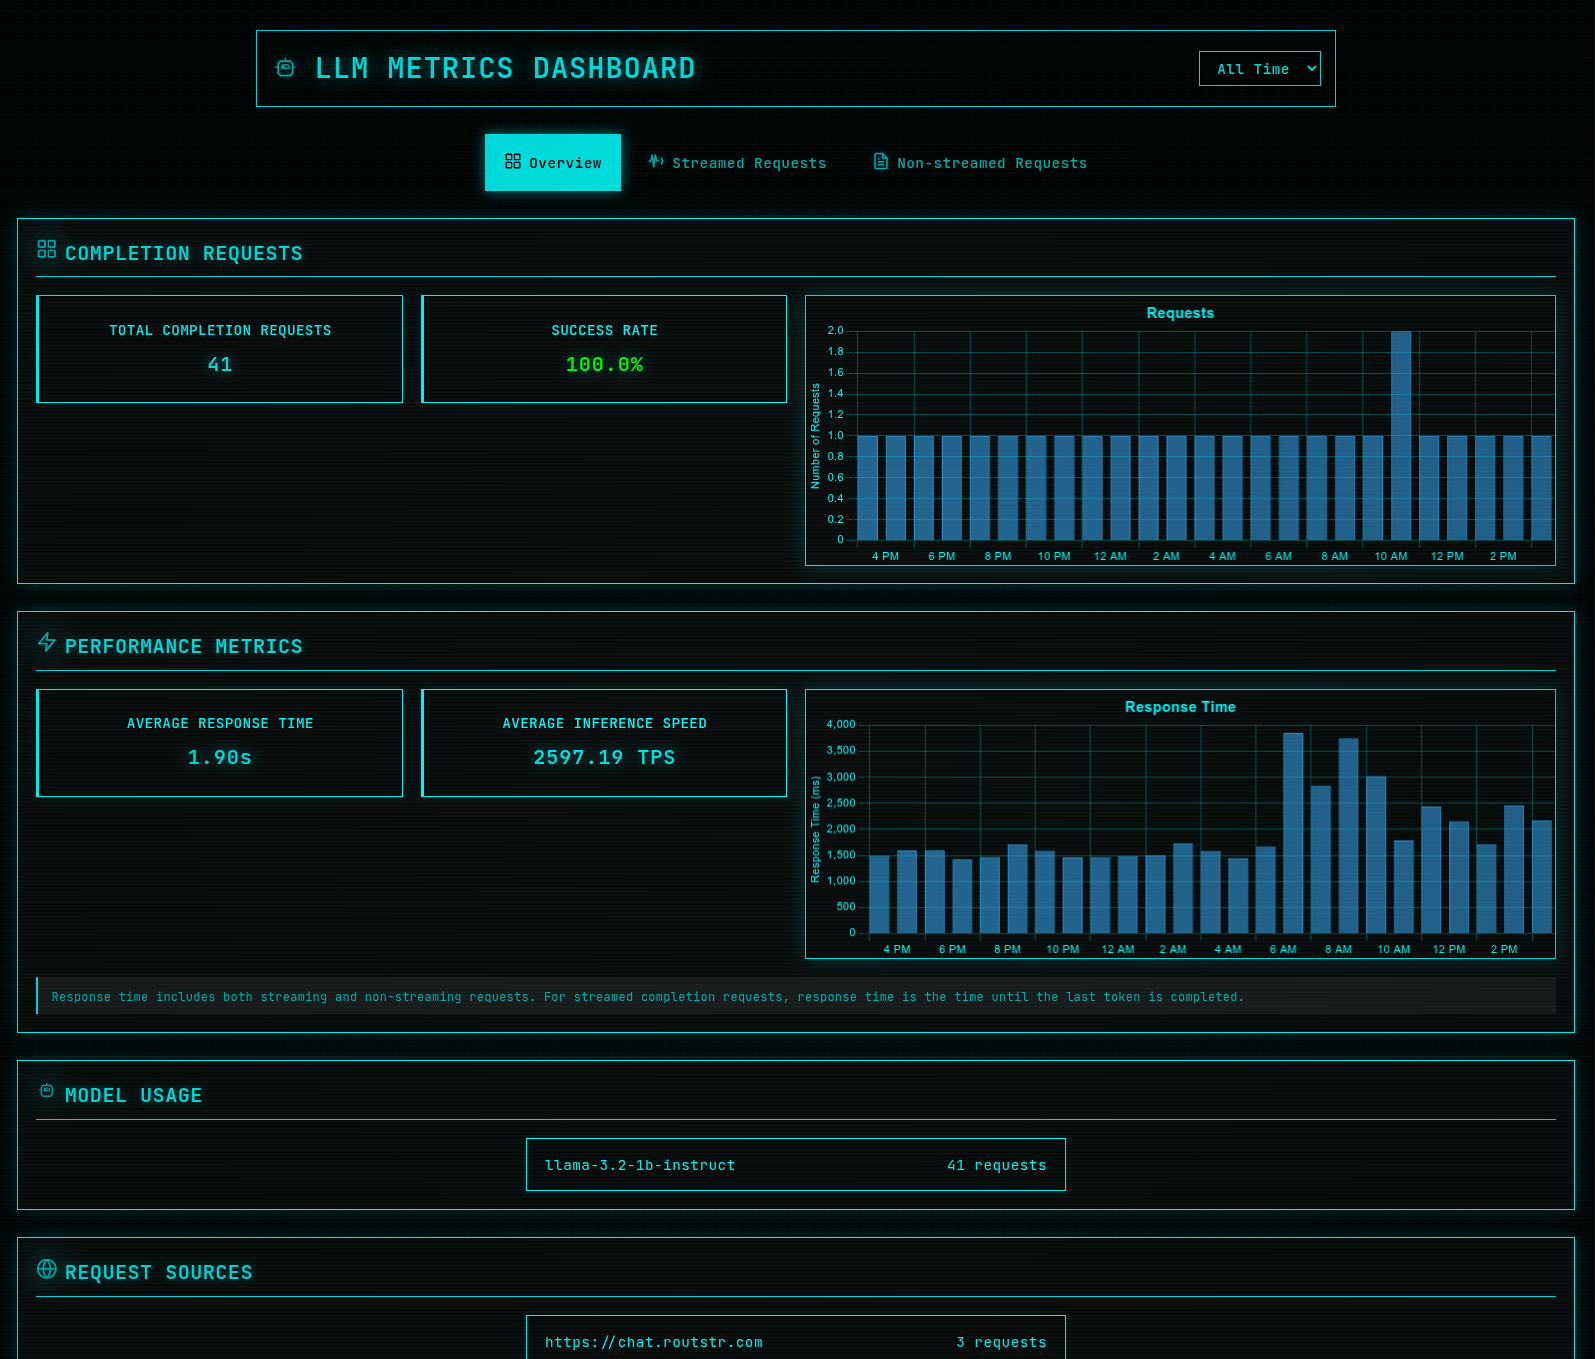 LLM METRICS DASHBOARD
All Time
Overview
Streamed Requests
Non-streamed Requests
COMPLETION REQUESTS
TOTAL COMPLETION REQUESTS
41
SUCCESS RATE
100.0%
Requests
Number of Requests
2.0
1.8
1.6
1.4
1.2
1.0
0.8
0.6
0.4
0.2
0
4 PM 6 PM 8 PM 10 PM 12 AM 2 AM 4 AM 6 AM 8 AM 10 AM 12 PM 2 PM
PERFORMANCE METRICS
AVERAGE RESPONSE TIME
1.90s
AVERAGE INFERENCE SPEED
2597.19 TPS
Response Time
Response Time (ms)
4,000
3,500
3,000
2,500
2,000
1,500
1,000
500
0
4 PM 6 PM 8 PM 10 PM 12 AM 2 AM 4 AM 6 AM 8 AM 10 AM 12 PM 2 PM
Response time includes both streaming and non-streaming requests. For streamed completion requests, response time is the time until the last token is completed.
MODEL USAGE
llama-3.2-1b-instruct 41 requests
REQUEST SOURCES
https://chat.routstr.com 3 requests